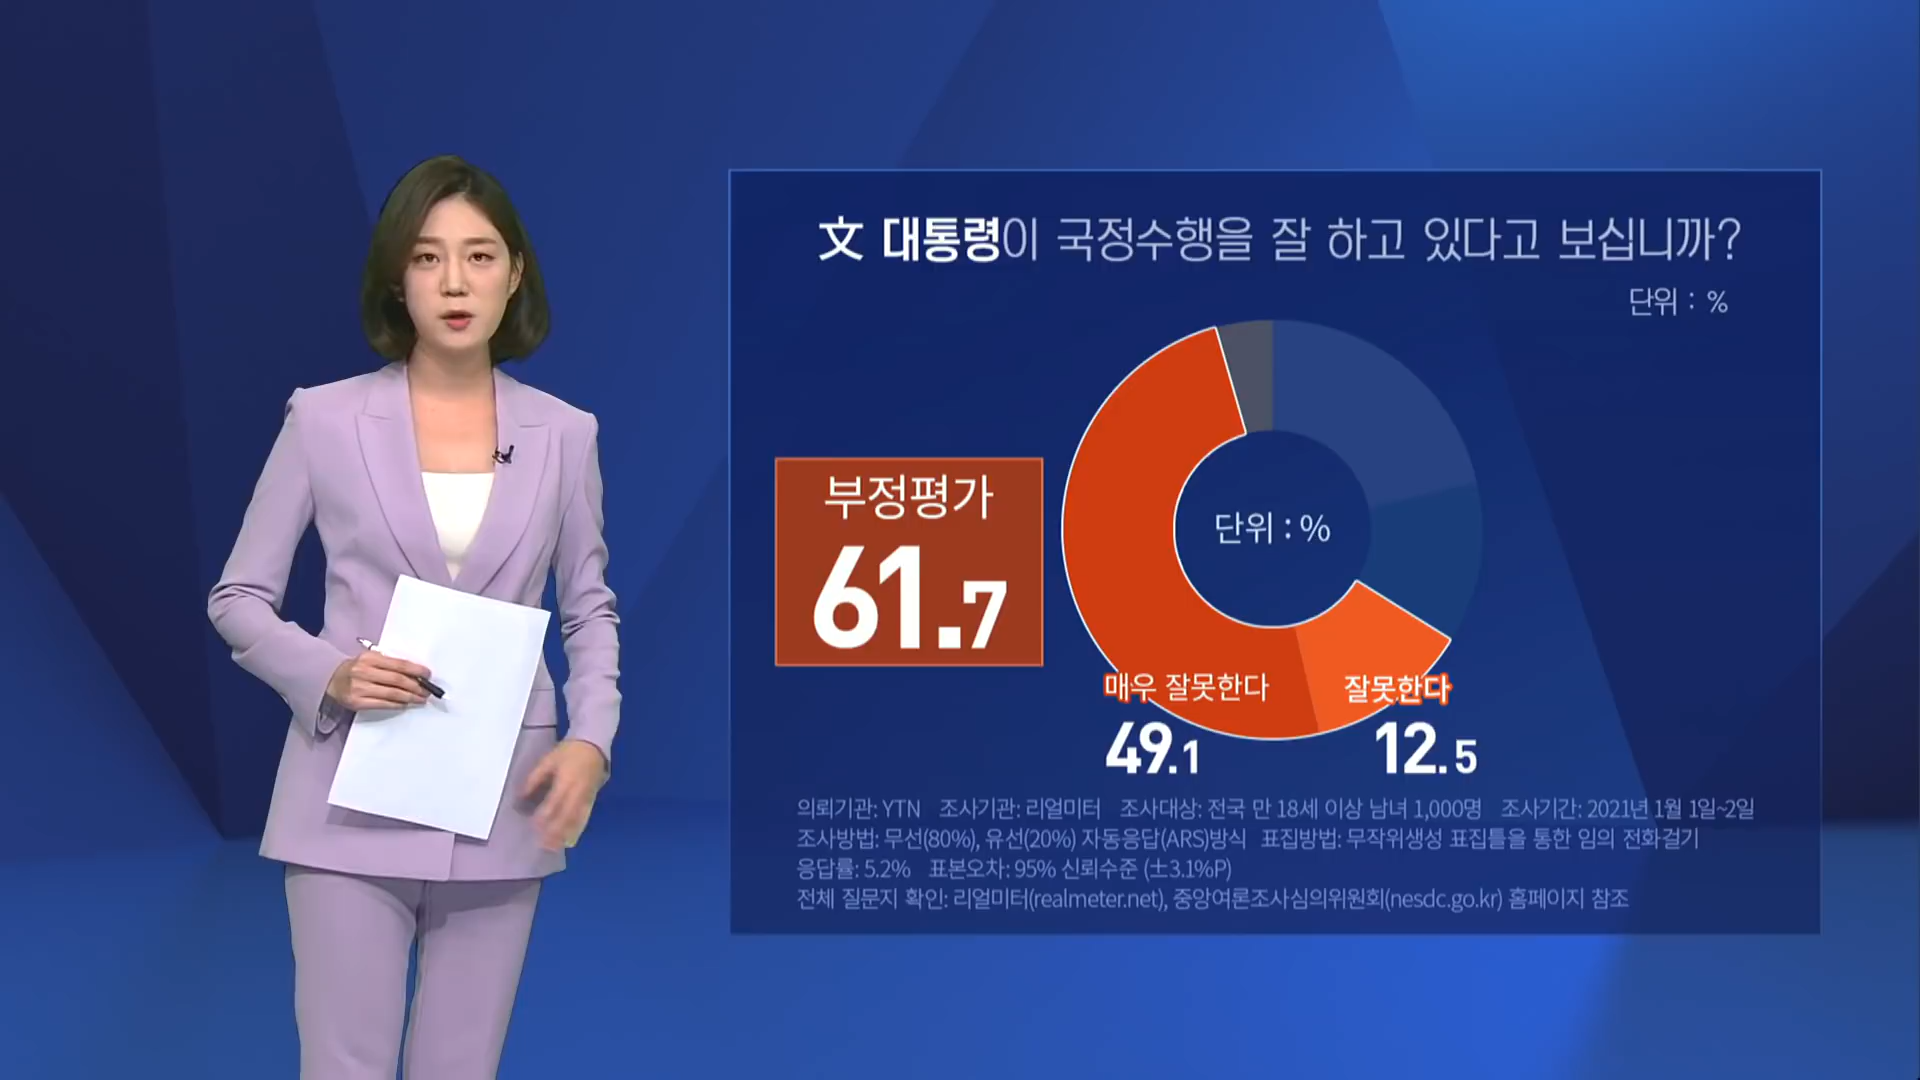 文 대통령이 국정수행을 잘 하고 있다고 보십니까?
단위 : %
부정평가
61.7
단위 : %
매우 잘못한다
잘못한다
49.1
12.5
의뢰기관: YTN 조사기관: 리얼미터 조사대상: 전국 만 18세 이상 남녀 1,000명 조사기간: 2021년 1월 1일~2일
조사방법: 무선(80%), 유선(20%) 자동응답(ARS)방식 표집방법: 무작위생성 표집틀을 통한 임의 전화걸기
응답률: 5.2% 표본오차: 95% 신뢰수준 (±3.1%P)
전체 질문지 확인: 리얼미터(realmeter.net), 중앙여론조사심의위원회(nesdc.go.kr) 홈페이지 참조